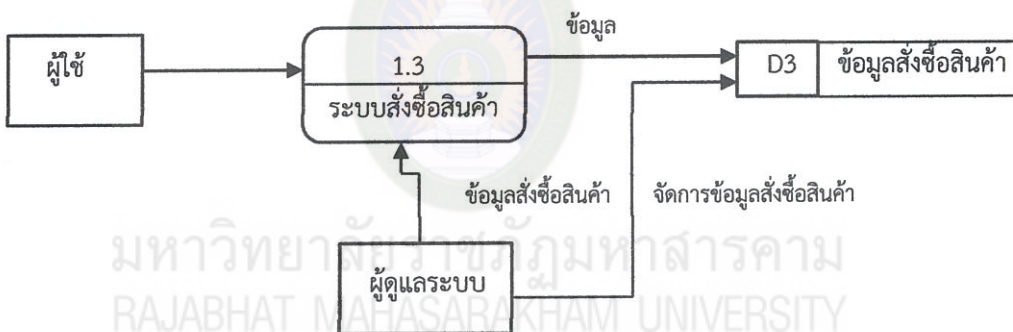 ข้อมูล
ผู้ใช้
1.3
D3 ข้อมูลสั่งซื้อสินค้า
ระบบสั่งซื้อสินค้า
ข้อมูลสั่งซื้อสินค้า จัดการข้อมูลสั่งซื้อสินค้า
มหาวิทยาลัยราชภัฏมหาสารคาม
ผู้ดูแลระบบ
RAJABHAT MAHASARAKHAM UNIVERSITY